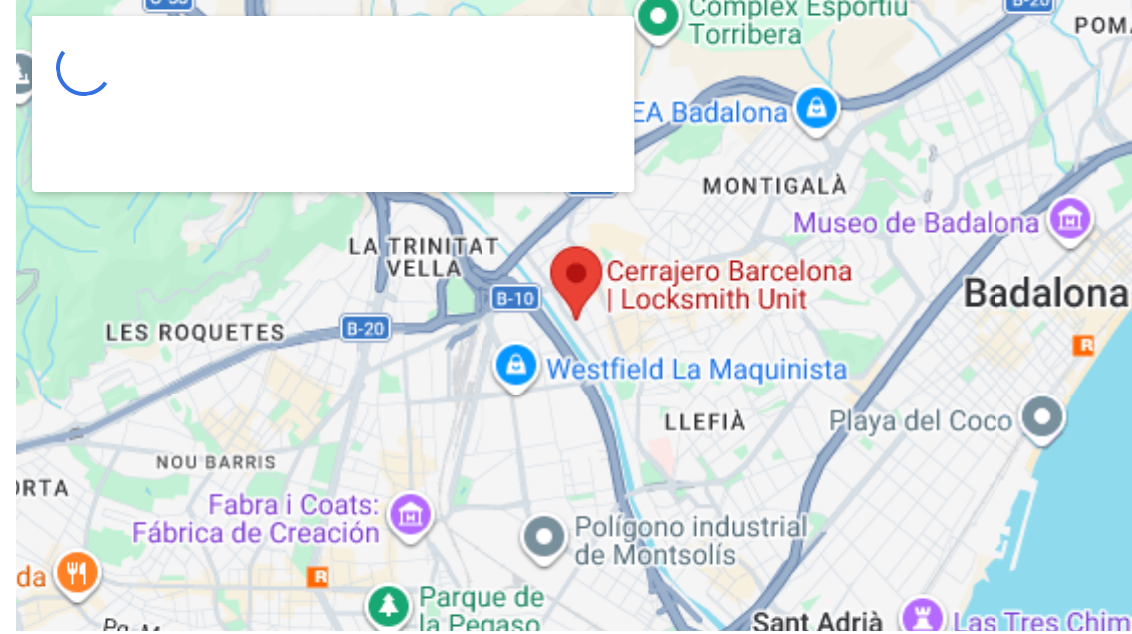 Complex Esportiu
Torribera
B-20
POM
EA Badalona
MONTIGALÀ
Museo de Badalona
LA TRINITAT
VELLA
Cerrajero Barcelona
| Locksmith Unit
B-10
Badalona
LES ROQUETES
B-20
R
Westfield La Maquinista
LLEFIÀ
Playa del Coco
NOU BARRIS
ORTA
Fabra i Coats:
Fábrica de Creación
Polígono industrial
de Montsolís
da
R
Parque de
la Pegaso
Sant Adrià
Las Tres Chim